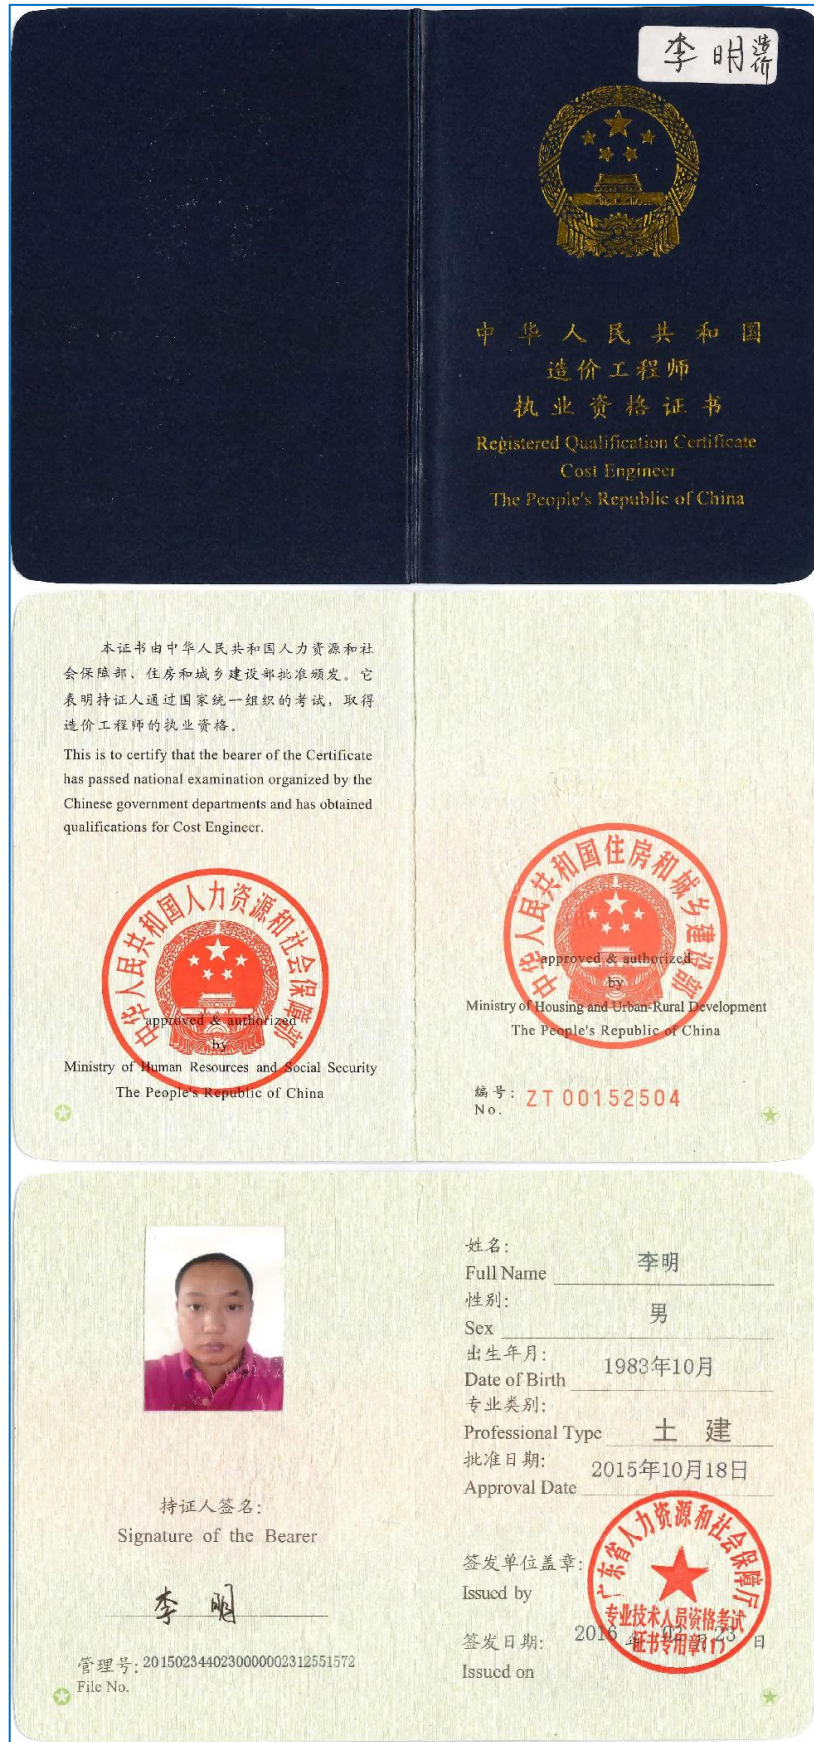 李明造价
中华人民共和国
造价工程师
执业资格证书
Registered Qualification Certificate
Cost Engineer
The People's Republic of China
本证书由中华人民共和国人力资源和社
会保障部、住房和城乡建设部批准颁发。它
表明持证人通过国家统一组织的考试，取得
造价工程师的执业资格。
This is to certify that the bearer of the Certificate
has passed national examination organized by the
Chinese government departments and has obtained
qualifications for Cost Engineer.
中华人民共和国人力资源和社会保障部
approved & authorized
by
Ministry of Human Resources and Social Security
The People's Republic of China
中华人民共和国住房和城乡建设部
approved & authorized
by
Ministry of Housing and Urban-Rural Development
The People's Republic of China
编号: ZT 00152504
No.
持证人签名:
Signature of the Bearer
李明
管理号: 2015023440230000002312551572
File No.
姓名: 李明
Full Name
性别: 男
Sex
出生年月: 1983年10月
Date of Birth
专业类别:
Professional Type 土 建
批准日期: 2015年10月18日
Approval Date
签发单位盖章:
Issued by
广东省人力资源和社会保障厅
专业技术人员资格考试
证书专用章(1)
签发日期: 2016 年 02 月 23 日
Issued on